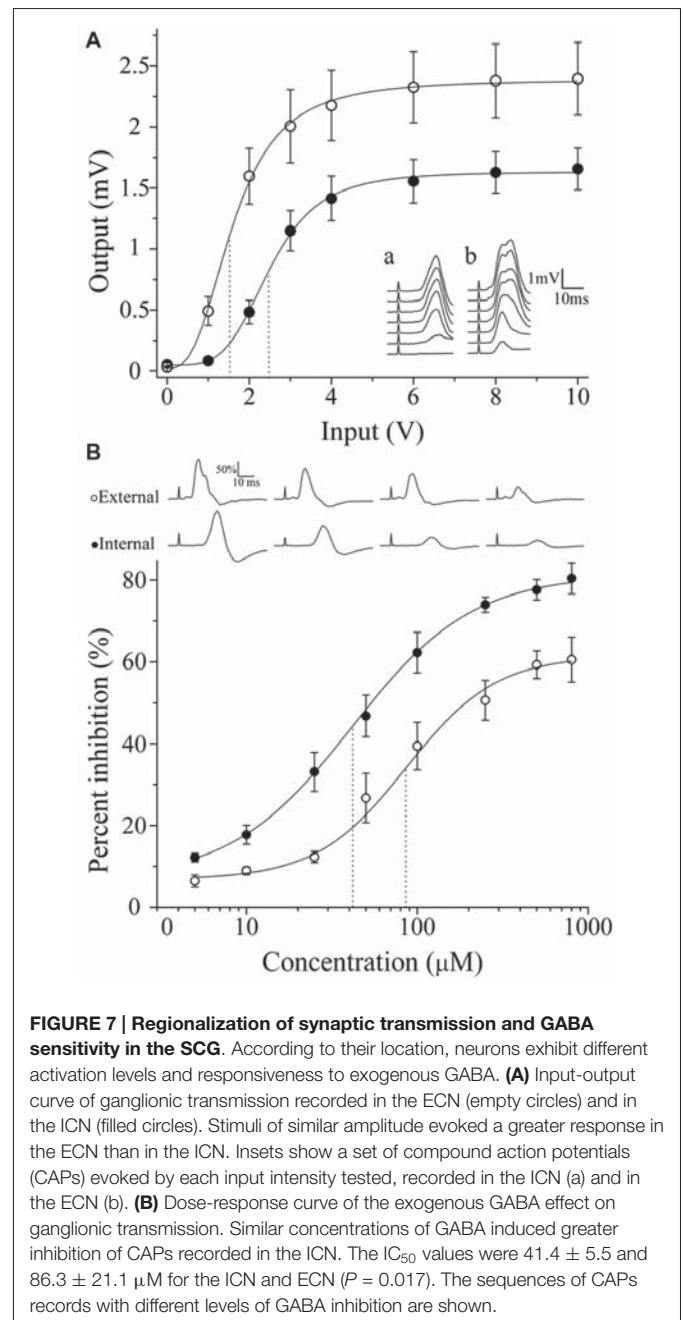 A
2.5
2
1.5
1
0.5
0
Output (mV)
a
b
1mV
10ms
0 2 4 6 8 10
Input (V)
B
50%
10 ms
○External
●Internal
80
60
40
20
0
Percent inhibition (%)
0 10 100 1000
Concentration (μM)
FIGURE 7 | Regionalization of synaptic transmission and GABA
sensitivity in the SCG. According to their location, neurons exhibit different
activation levels and responsiveness to exogenous GABA. (A) Input-output
curve of ganglionic transmission recorded in the ECN (empty circles) and in
the ICN (filled circles). Stimuli of similar amplitude evoked a greater response in
the ECN than in the ICN. Insets show a set of compound action potentials
(CAPs) evoked by each input intensity tested, recorded in the ICN (a) and in
the ECN (b). (B) Dose-response curve of the exogenous GABA effect on
ganglionic transmission. Similar concentrations of GABA induced greater
inhibition of CAPs recorded in the ICN. The IC50 values were 41.4 ± 5.5 and
86.3 ± 21.1 μM for the ICN and ECN (P = 0.017). The sequences of CAPs
records with different levels of GABA inhibition are shown.